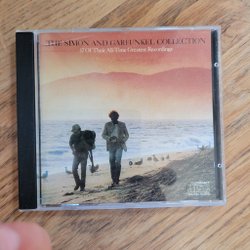 THE SIMON AND GARFUNKEL COLLECTION
17 Of Their All-Time Greatest Recordings